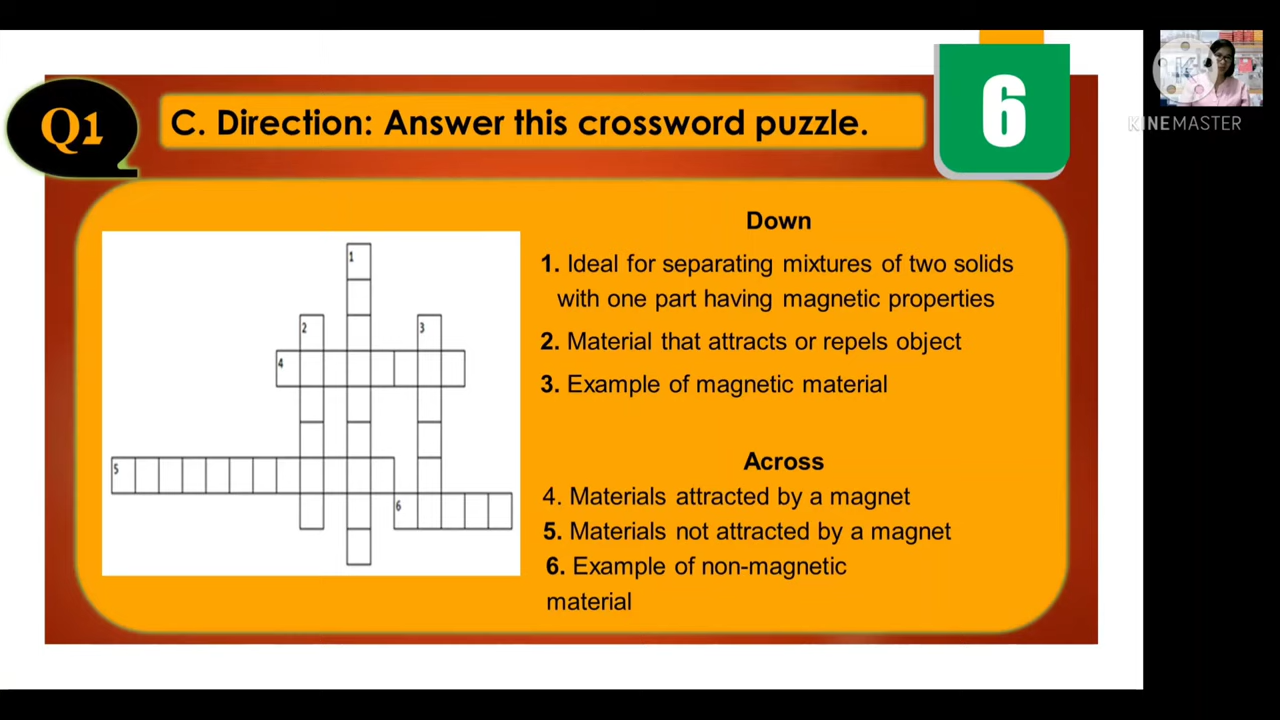 Q1
C. Direction: Answer this crossword puzzle.
6
KINEMASTER
Down
1. Ideal for separating mixtures of two solids
with one part having magnetic properties
2. Material that attracts or repels object
3. Example of magnetic material
Across
4. Materials attracted by a magnet
5. Materials not attracted by a magnet
6. Example of non-magnetic
material
1
2
3
4
5
6